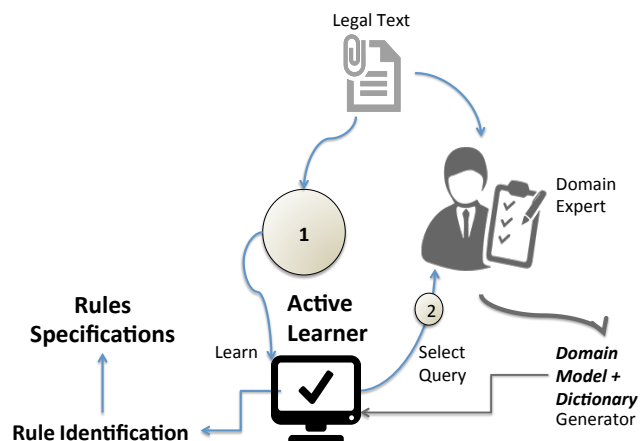 Legal Text
Domain
Expert
1
Active
Learner
2
Rules
Specifications
Learn
Select
Query
Domain
Model +
Dictionary
Generator
Rule Identification